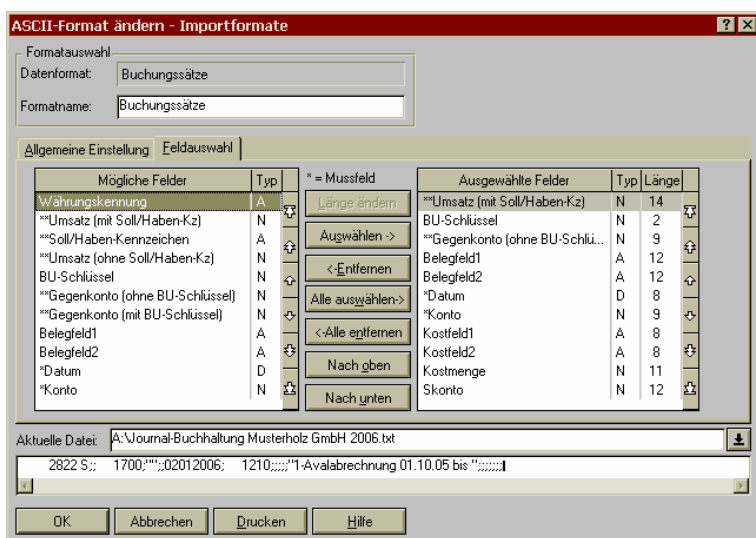 ASCII-Format ändern - Importformate
Formatauswahl
Datenformat: Buchungssätze
Formatname: Buchungssätze
Allgemeine Einstellung Feldauswahl
Mögliche Felder Typ
Währungskennung A
**Umsatz (mit Soll/Haben-Kz) N
**Soll/Haben-Kennzeichen A
**Umsatz (ohne Soll/Haben-Kz) N
BU-Schlüssel N
**Gegenkonto (ohne BU-Schlüssel) N
**Gegenkonto (mit BU-Schlüssel) N
Belegfeld1 A
Belegfeld2 A
*Datum D
*Konto N
* = Mussfeld
Länge ändern
Auswählen ->
<-Entfernen
Alle auswählen->
<-Alle entfernen
Nach oben
Nach unten
Ausgewählte Felder Typ Länge
**Umsatz (mit Soll/Haben-Kz) N 14
BU-Schlüssel N 2
**Gegenkonto (ohne BU-Schlü... N 9
Belegfeld1 A 12
Belegfeld2 A 12
*Datum D 8
*Konto N 9
Kostfeld1 A 8
Kostfeld2 A 8
Kostmenge N 11
Skonto N 12
Aktuelle Datei: A:\Journal-Buchhaltung Musterholz GmbH 2006.txt
2822 S;; 1700;"";;02012006; 1210;;;;;"1-Avalabrechnung 01.10.05 bis ";;;;;;;
OK Abbrechen Drucken Hilfe